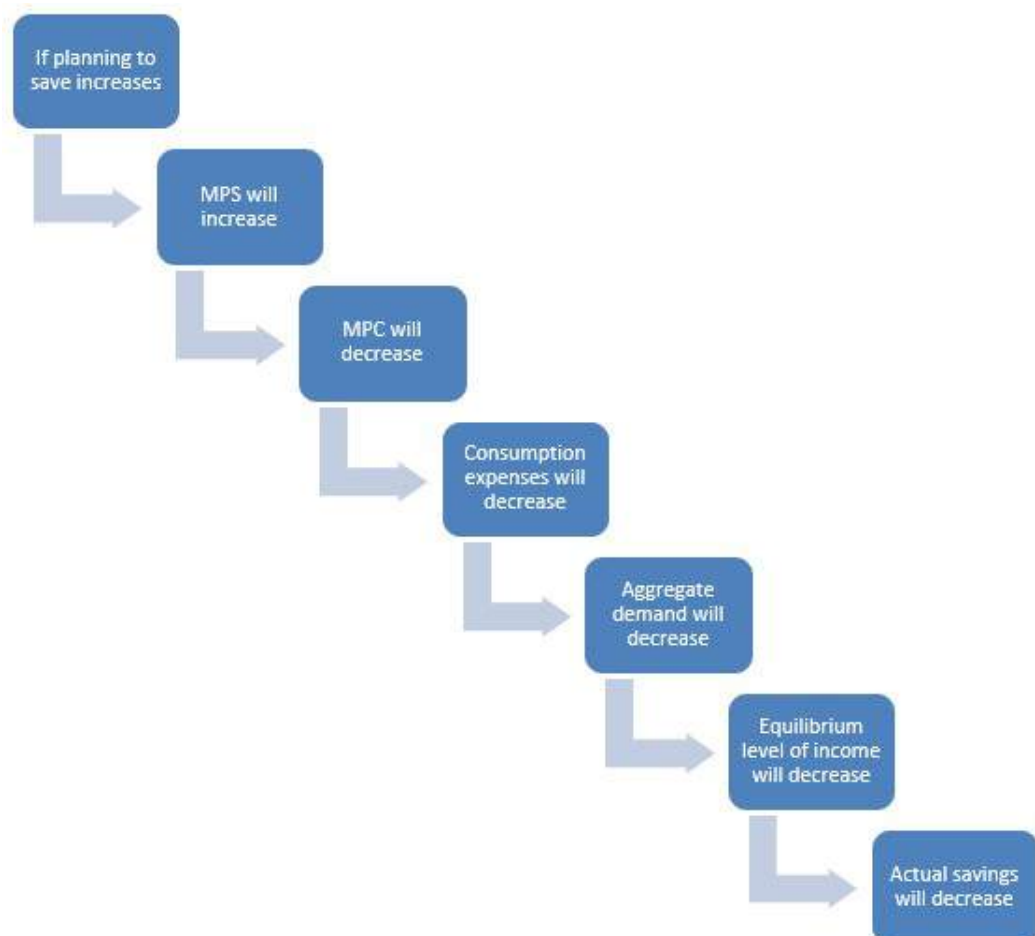 If planning to
save increases
MPS will
increase
MPC will
decrease
Consumption
expenses will
decrease
Aggregate
demand will
decrease
Equilibrium
level of income
will decrease
Actual savings
will decrease